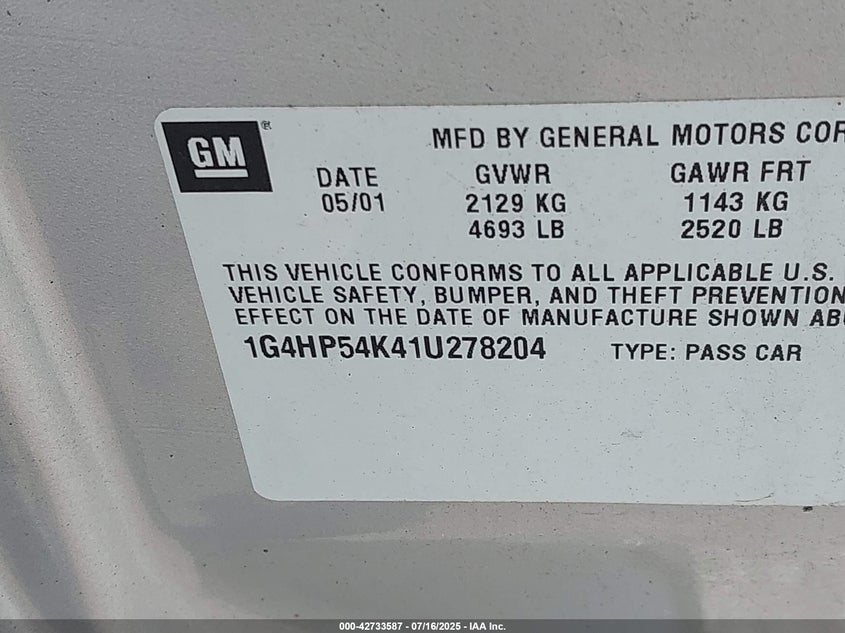 GM ®
MFD BY GENERAL MOTORS COR
DATE GVWR GAWR FRT
05/01 2129 KG 1143 KG
4693 LB 2520 LB
THIS VEHICLE CONFORMS TO ALL APPLICABLE U.S.
VEHICLE SAFETY, BUMPER, AND THEFT PREVENTION
EFFECT ON THE DATE OF MANUFACTURE SHOWN ABO
1G4HP54K41U278204 TYPE: PASS CAR
000-42733587 - 07/16/2025 - IAA Inc.